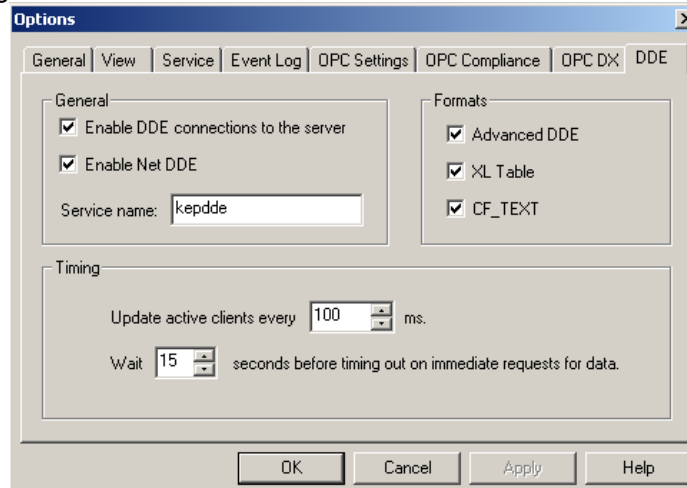 Options
General View Service Event Log OPC Settings OPC Compliance OPC DX DDE
General
Enable DDE connections to the server
Enable Net DDE
Service name: kepdde
Formats
Advanced DDE
XL Table
CF_TEXT
Timing
Update active clients every 100 ms.
Wait 15 seconds before timing out on immediate requests for data.
OK Cancel Apply Help